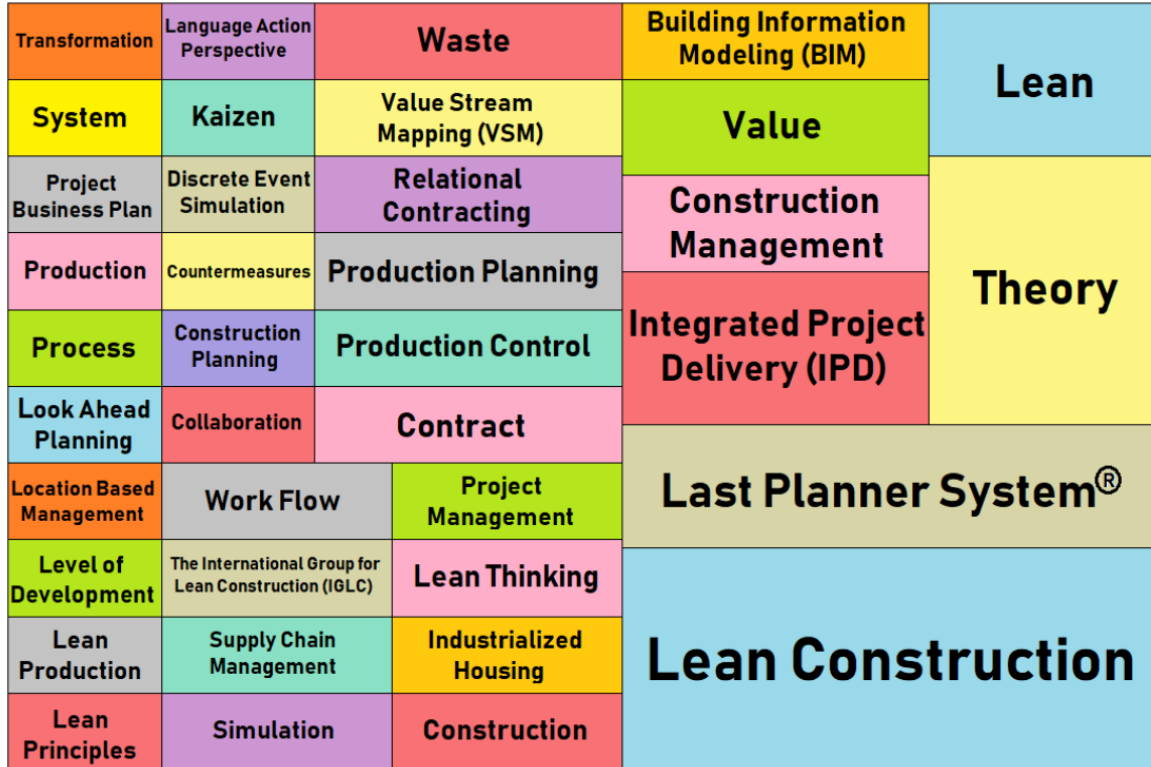 Transformation
Language Action
Perspective
Waste
Building Information
Modeling (BIM)
Lean
System
Kaizen
Value Stream
Mapping (VSM)
Value
Project
Business Plan
Discrete Event
Simulation
Relational
Contracting
Construction
Management
Theory
Production
Countermeasures
Production Planning
Integrated Project
Delivery (IPD)
Process
Construction
Planning
Production Control
Look Ahead
Planning
Collaboration
Contract
Last Planner System®
Location Based
Management
Work Flow
Project
Management
Level of
Development
The International Group for
Lean Construction (IGLC)
Lean Thinking
Lean Construction
Lean
Production
Supply Chain
Management
Industrialized
Housing
Lean
Principles
Simulation
Construction